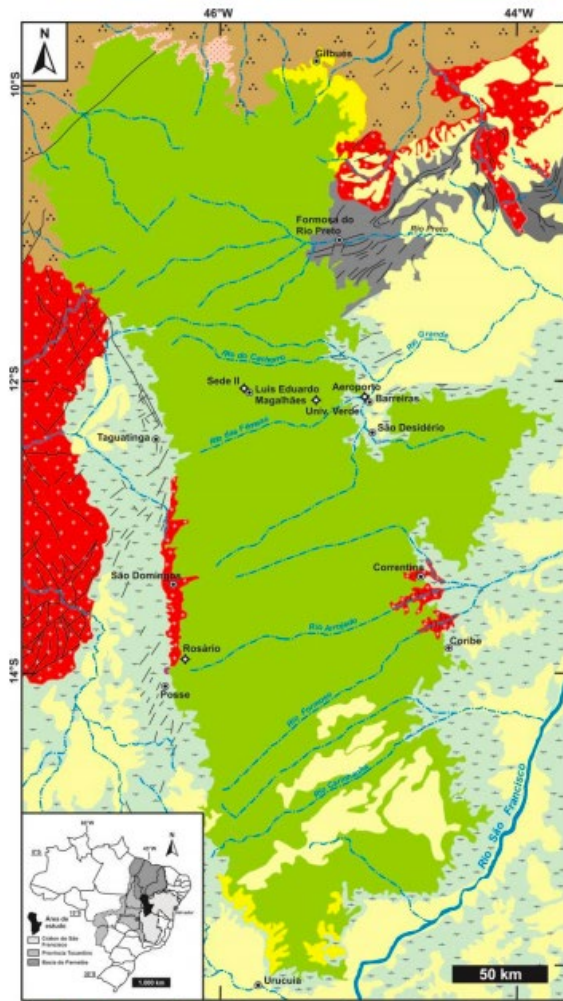 46°W
44°W
N
Gilbués
10°S
Formosa do
Rio Preto
Rio Preto
Rio Grande
Rio do Cachorro
12°S
Sede II
Luis Eduardo
Magalhães
Aeroporto
Barreiras
Univ. Verde
São Desidério
Rio das Fêmeas
Taguatinga
São Domingos
Correntina
Rio Arrojado
Coribe
Rosário
14°S
Posse
Rio Formoso
Rio Carinhanha
Rio São Francisco
N
Área de
estudo
Cráton do São
Francisco
Província Tocantins
Bacia do Parnaíba
1.000 km
Urucuia
50 km